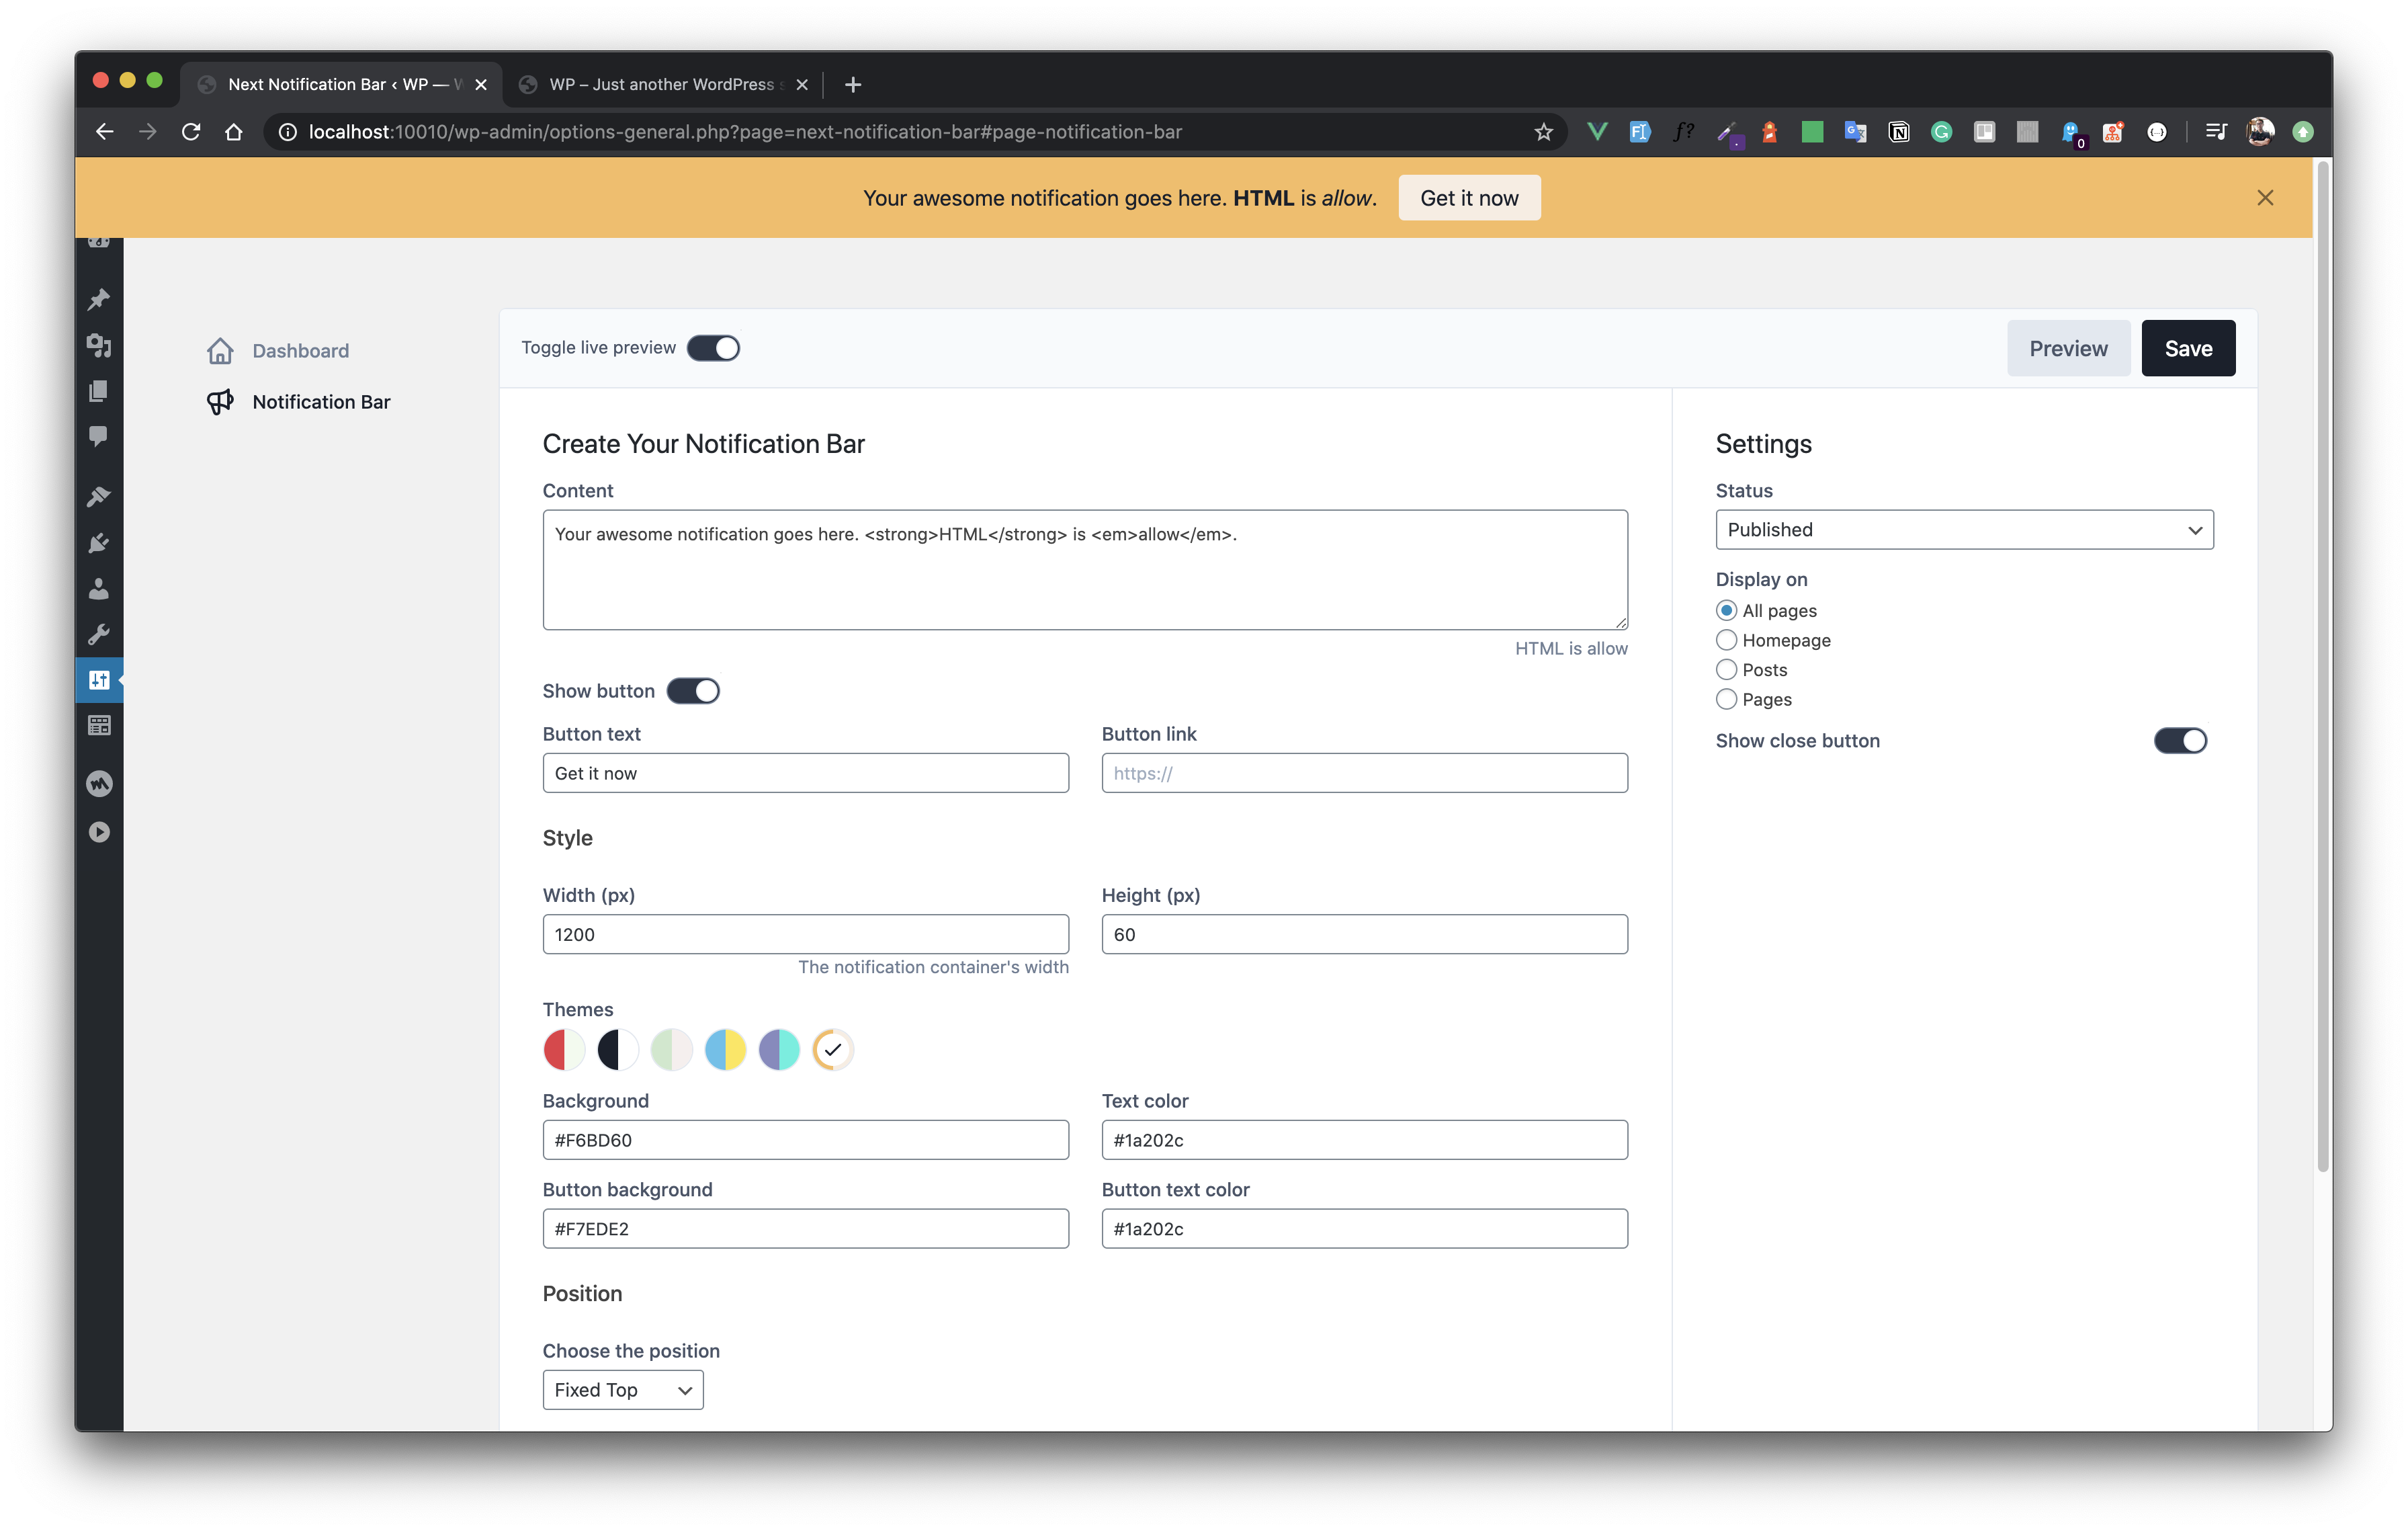 Next Notification Bar ‹ WP — W
WP – Just another WordPress s
localhost:10010/wp-admin/options-general.php?page=next-notification-bar#page-notification-bar
0
Your awesome notification goes here. HTML is allow.
Get it now
Dashboard
Notification Bar
Toggle live preview
Preview
Save
Create Your Notification Bar
Content
Your awesome notification goes here. <strong>HTML</strong> is <em>allow</em>.
HTML is allow
Show button
Button text
Button link
Get it now
https://
Style
Width (px)
Height (px)
1200
60
The notification container's width
Themes
Background
Text color
#F6BD60
#1a202c
Button background
Button text color
#F7EDE2
#1a202c
Position
Choose the position
Fixed Top
Settings
Status
Published
Display on
All pages
Homepage
Posts
Pages
Show close button